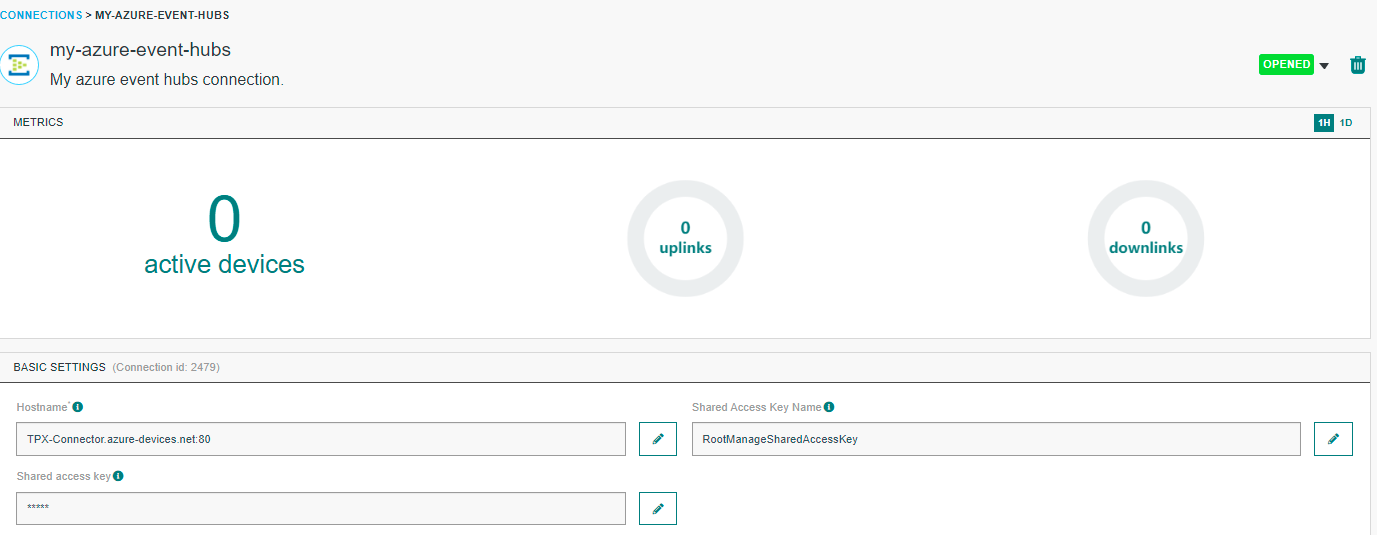 CONNECTIONS > MY-AZURE-EVENT-HUBS
my-azure-event-hubs
My azure event hubs connection.
OPENED
METRICS
1H 1D
0
active devices
0
uplinks
0
downlinks
BASIC SETTINGS (Connection id: 2479)
Hostname* Shared Access Key Name
TPX-Connector.azure-devices.net:80 RootManageSharedAccessKey
Shared access key
*****